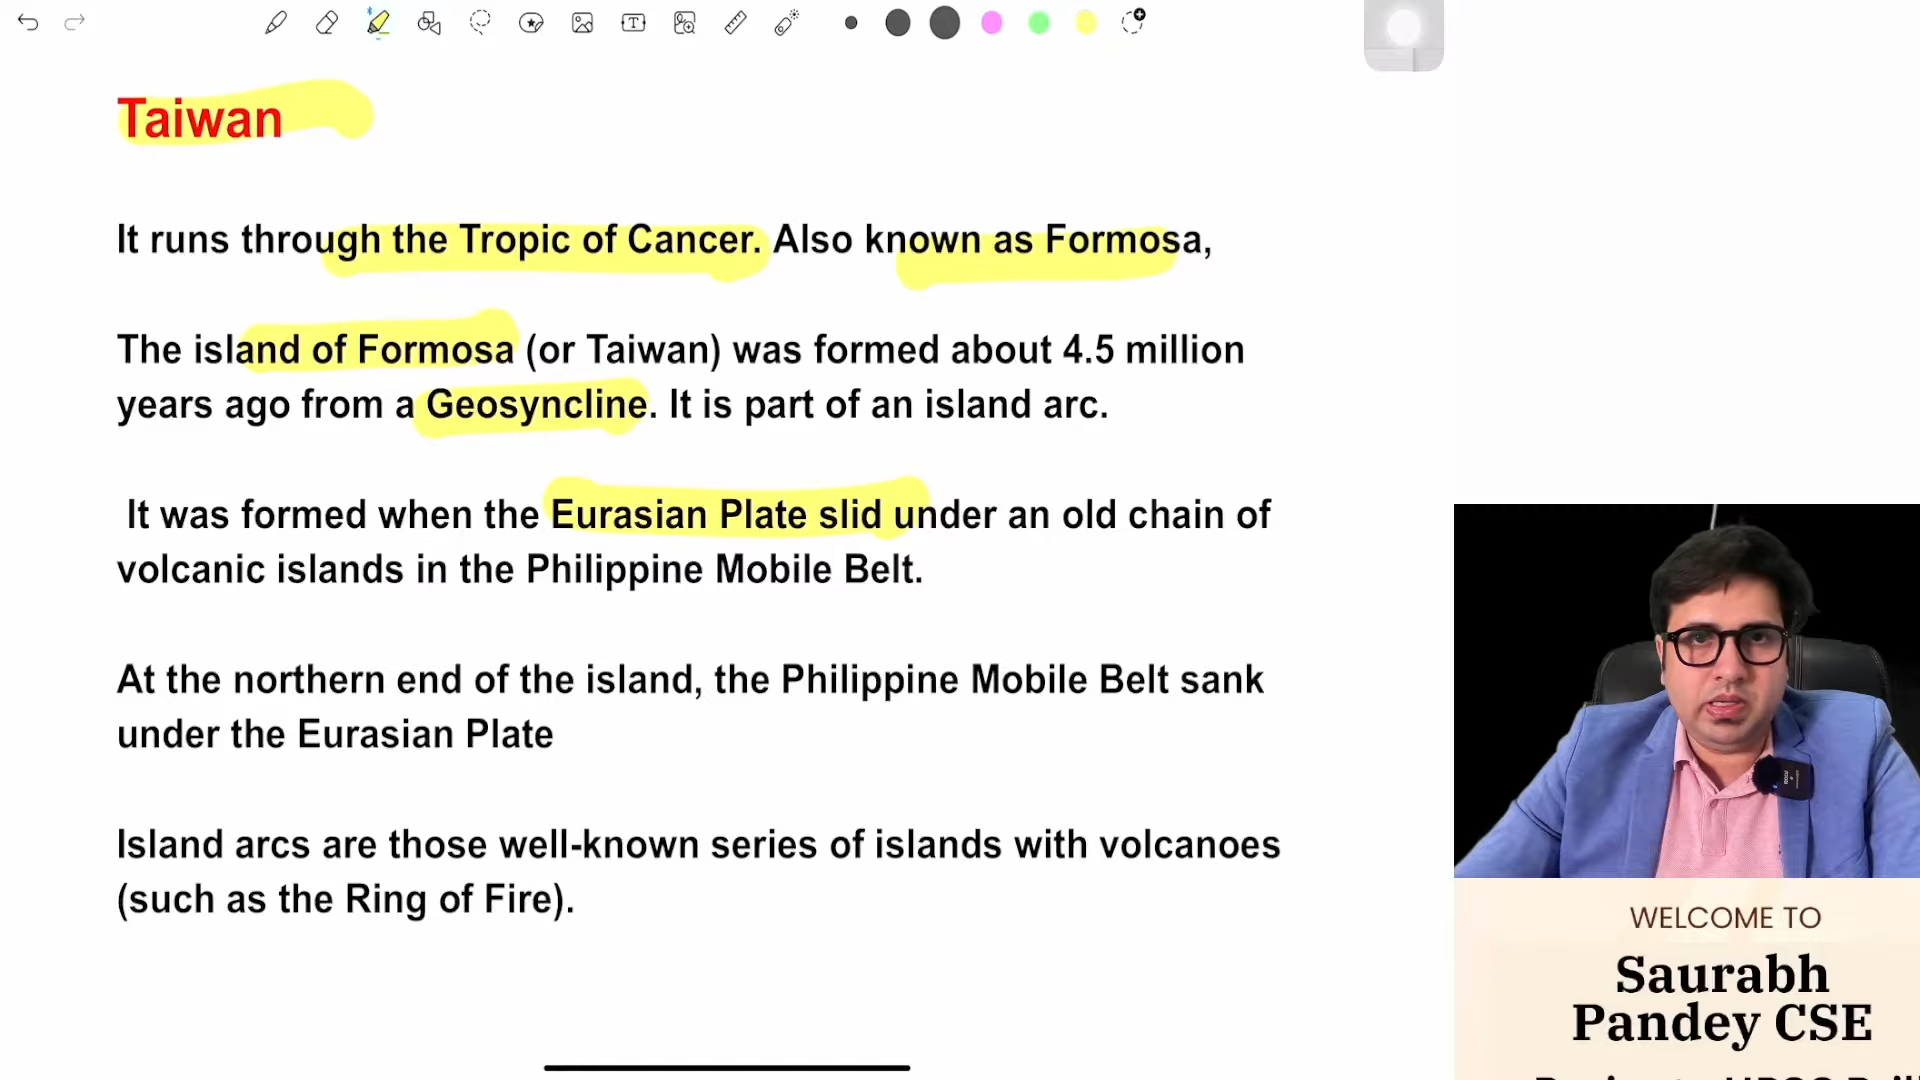 Taiwan
It runs through the Tropic of Cancer. Also known as Formosa,
The island of Formosa (or Taiwan) was formed about 4.5 million
years ago from a Geosyncline. It is part of an island arc.
It was formed when the Eurasian Plate slid under an old chain of
volcanic islands in the Philippine Mobile Belt.
At the northern end of the island, the Philippine Mobile Belt sank
under the Eurasian Plate
Island arcs are those well-known series of islands with volcanoes
(such as the Ring of Fire).
WELCOME TO
Saurabh
Pandey CSE